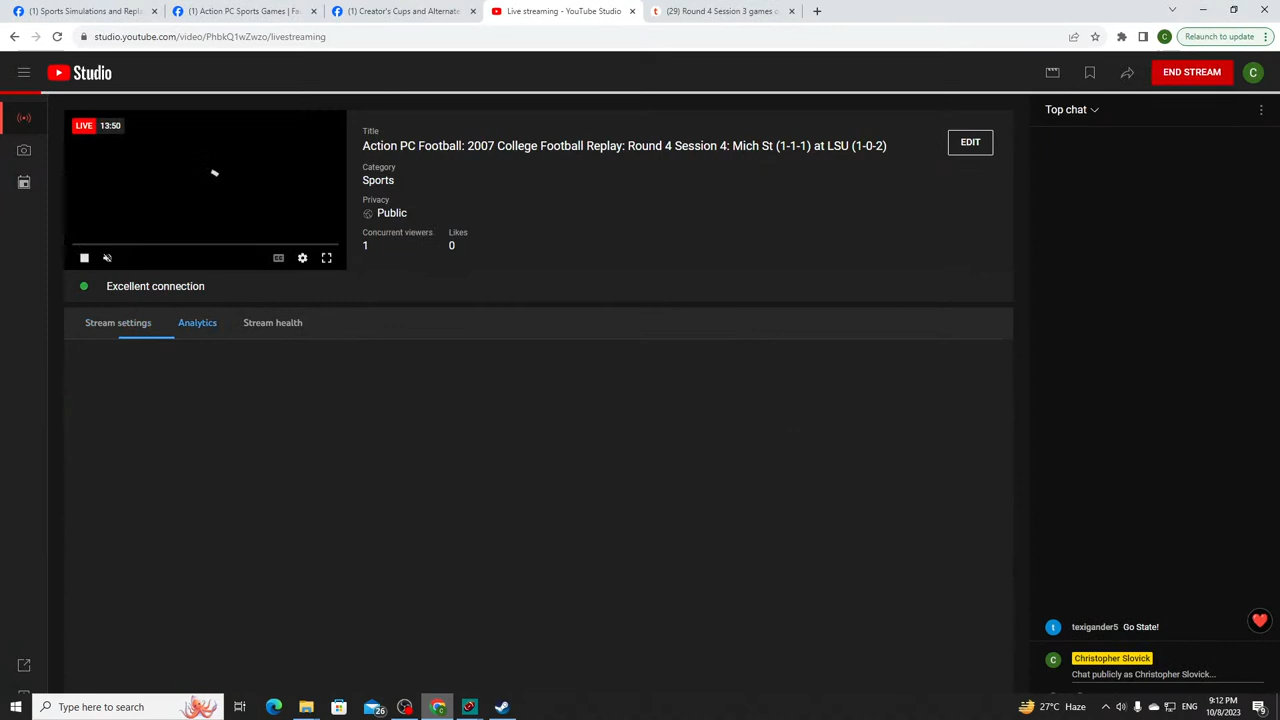 (1) Sports Simulations and Repla
(1) Action PC Sports Games | Fa
(1) Creator's Cups and Alternate
Live streaming - YouTube Studio
(29) Round 4 Session 3 games o
studio.youtube.com/video/PhbkQ1wZwzo/livestreaming
C
Relaunch to update
Studio
END STREAM
C
LIVE 13:50
Title
Action PC Football: 2007 College Football Replay: Round 4 Session 4: Mich St (1-1-1) at LSU (1-0-2)
EDIT
Category
Sports
Privacy
Public
Concurrent viewers
Likes
1
0
Excellent connection
Stream settings
Analytics
Stream health
Top chat
t texigander5 Go State!
C Christopher Slovick
Chat publicly as Christopher Slovick...
Type here to search
26
27°C Haze
ENG
9:12 PM
10/8/2023
9